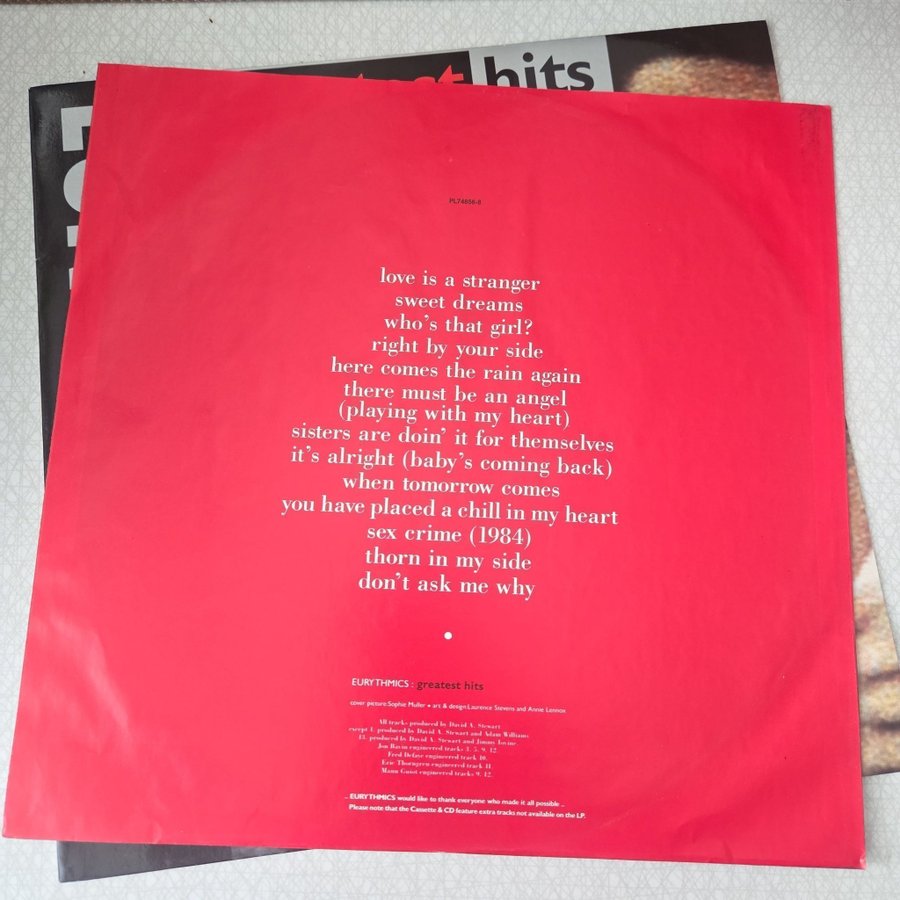 hits
PL74856-8
love is a stranger
sweet dreams
who's that girl?
right by your side
here comes the rain again
there must be an angel
(playing with my heart)
sisters are doin' it for themselves
it's alright (baby's coming back)
when tomorrow comes
you have placed a chill in my heart
sex crime (1984)
thorn in my side
don't ask me why
EURYTHMICS : greatest hits
cover picture:Sophie Muller • art & design:Laurence Stevens and Annie Lennox
All tracks produced by David A. Stewart
except 1. produced by David A. Stewart and Adam Williams
13. produced by David A. Stewart and Jimmy Iovine.
Jon Bavin engineered tracks 3, 5, 9, 12.
Fred Defaye engineered track 10.
Eric Thorngren engineered track 11.
Manu Guiot engineered tracks 9, 12.
.. EURYTHMICS would like to thank everyone who made it all possible ..
Please note that the Cassette & CD feature extra tracks not available on the LP.